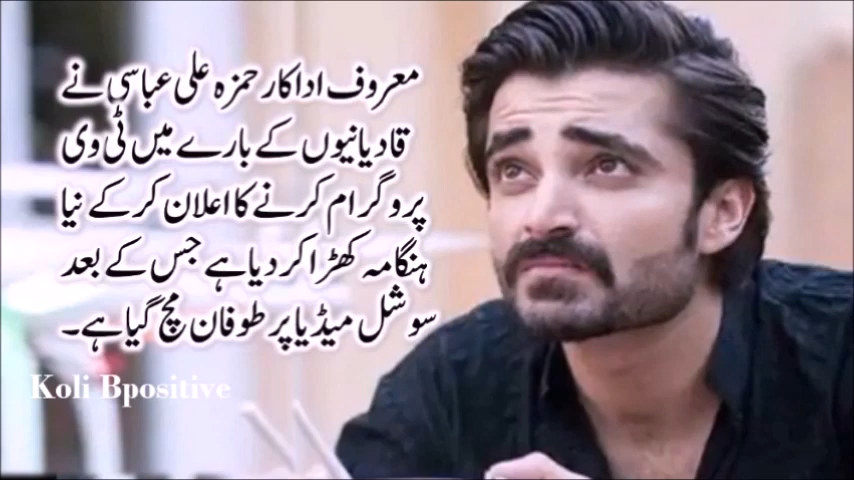 معروف اداکار حمزہ علی عباسی نے
قادیانیوں کے بارے میں ٹی وی
پروگرام کرنے کا اعلان کر کے نیا
ہنگامہ کھڑا کر دیا ہے جس کے بعد
سوشل میڈیا پر طوفان مچ گیا ہے۔
Koli Bpositive